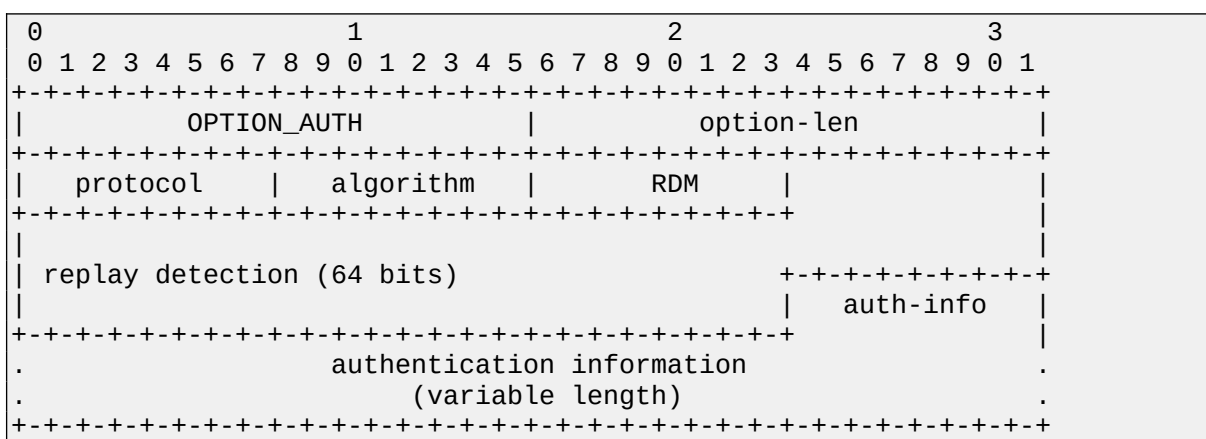 0                   1                   2                   3
 0 1 2 3 4 5 6 7 8 9 0 1 2 3 4 5 6 7 8 9 0 1 2 3 4 5 6 7 8 9 0 1
+-+-+-+-+-+-+-+-+-+-+-+-+-+-+-+-+-+-+-+-+-+-+-+-+-+-+-+-+-+-+-+-+
|          OPTION_AUTH          |          option-len           |
+-+-+-+-+-+-+-+-+-+-+-+-+-+-+-+-+-+-+-+-+-+-+-+-+-+-+-+-+-+-+-+-+
|   protocol    |   algorithm   |       RDM     |               |
+-+-+-+-+-+-+-+-+-+-+-+-+-+-+-+-+-+-+-+-+-+-+-+-+               |
|                                                               |
| replay detection (64 bits)                    +-+-+-+-+-+-+-+-+
|                                               |   auth-info   |
+-+-+-+-+-+-+-+-+-+-+-+-+-+-+-+-+-+-+-+-+-+-+-+-+               |
.                   authentication information                  .
.                        (variable length)                      .
+-+-+-+-+-+-+-+-+-+-+-+-+-+-+-+-+-+-+-+-+-+-+-+-+-+-+-+-+-+-+-+-+